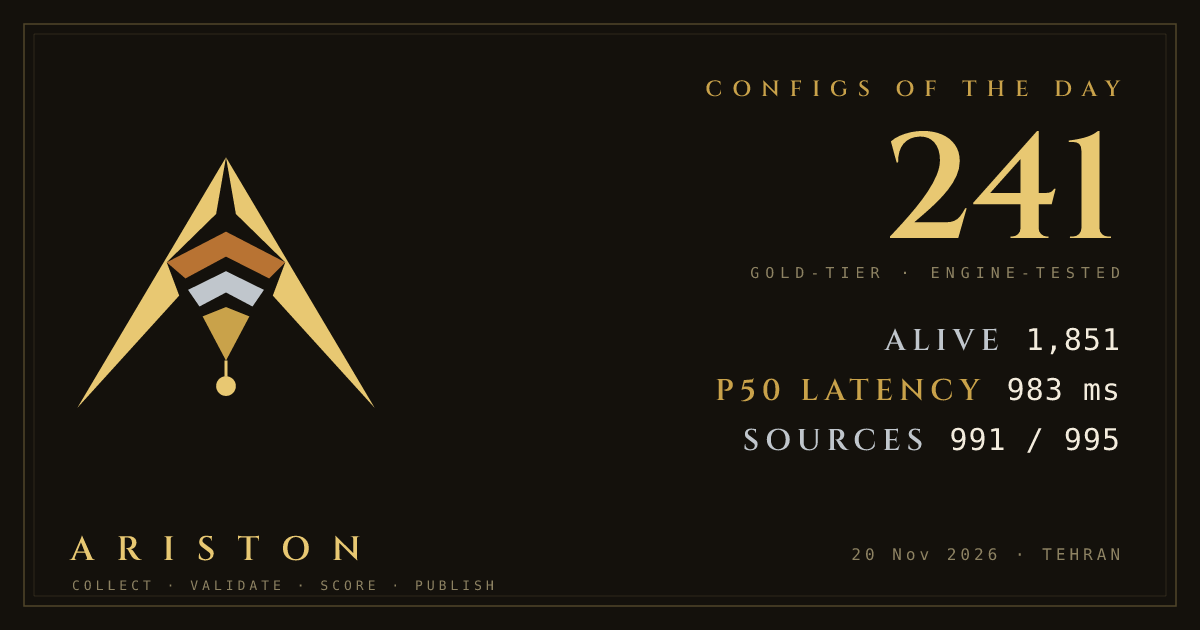 CONFIGS OF THE DAY
241
GOLD-TIER · ENGINE-TESTED
ALIVE 1,851
P50 LATENCY 983 ms
SOURCES 991 / 995
ARISTON
COLLECT · VALIDATE · SCORE · PUBLISH
20 Nov 2026 · TEHRAN